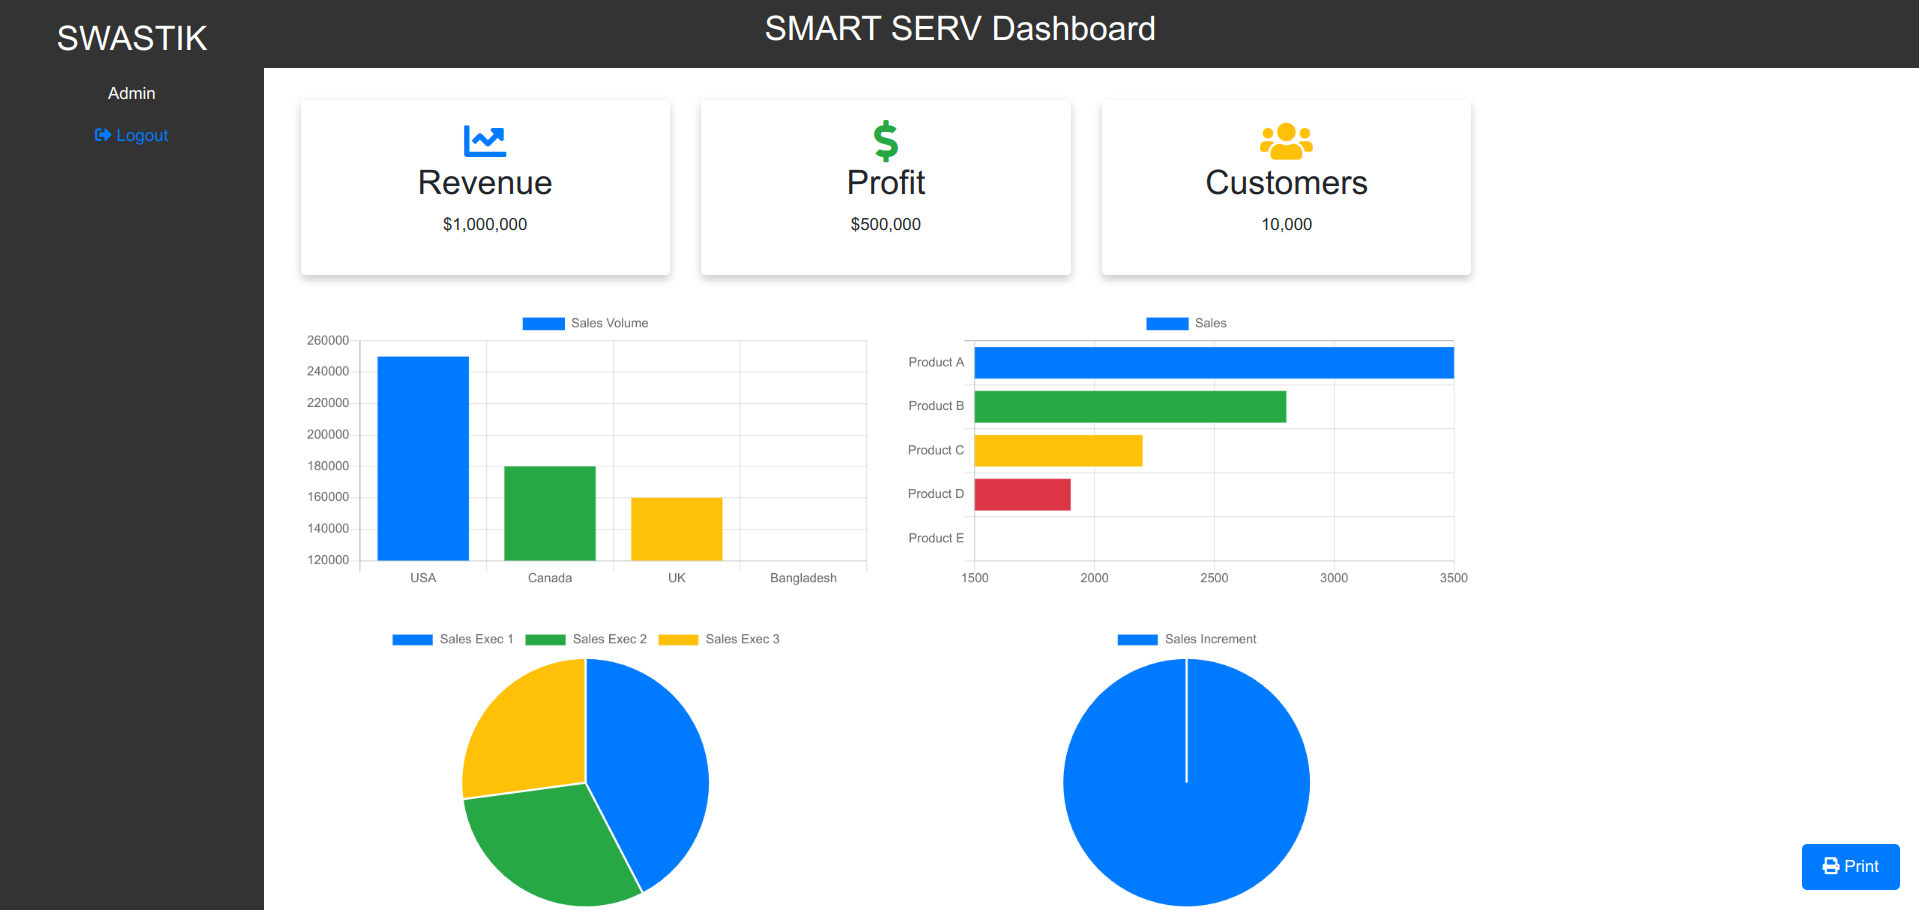 SWASTIK
Admin
Logout
SMART SERV Dashboard
Revenue
$1,000,000
Profit
$500,000
Customers
10,000
Sales Volume
260000
240000
220000
200000
180000
160000
140000
120000
USA Canada UK Bangladesh
Sales
Product A
Product B
Product C
Product D
Product E
1500 2000 2500 3000 3500
Sales Exec 1 Sales Exec 2 Sales Exec 3
Sales Increment
Print